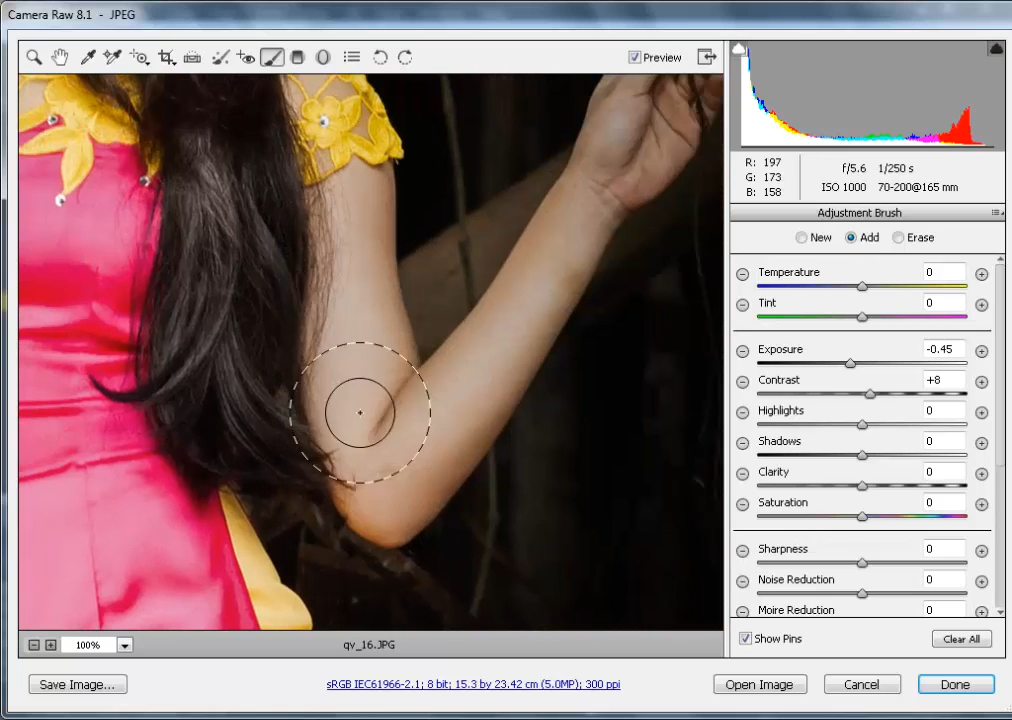 Camera Raw 8.1 - JPEG
Preview
R: 197
G: 173
B: 158
f/5.6 1/250 s
ISO 1000 70-200@165 mm
Adjustment Brush
New Add Erase
Temperature 0
Tint 0
Exposure -0.45
Contrast +8
Highlights 0
Shadows 0
Clarity 0
Saturation 0
Sharpness 0
Noise Reduction 0
Moire Reduction 0
100% qv_16.JPG
Show Pins Clear All
Save Image... sRGB IEC61966-2.1; 8 bit; 15.3 by 23.42 cm (5.0MP); 300 ppi Open Image Cancel Done